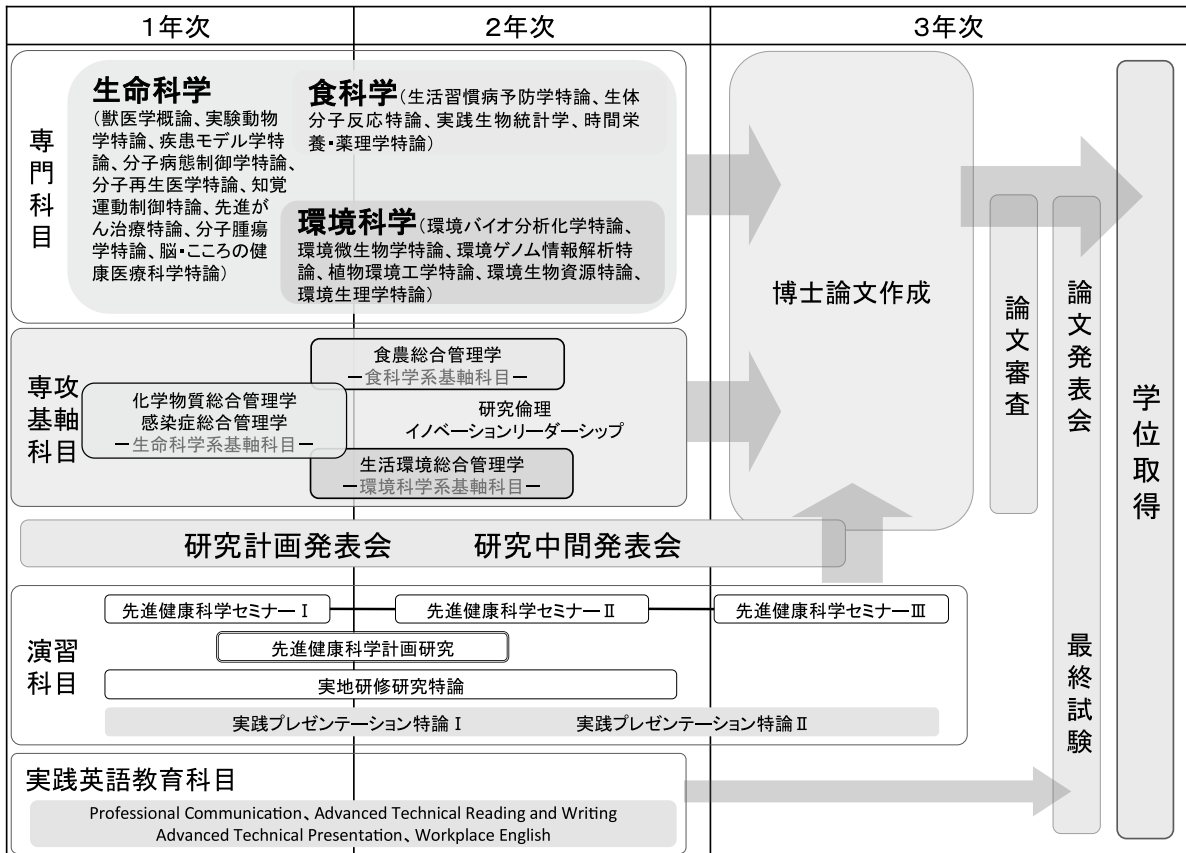 1年次
2年次
3年次
専門科目
生命科学
（獣医学概論、実験動物
学特論、疾患モデル学特
論、分子病態制御学特論、
分子再生医学特論、知覚
運動制御特論、先進が
ん治療特論、分子腫瘍
学特論、脳・こころの健
康医療科学特論）
食科学（生活習慣病予防学特論、生体
分子反応特論、実践生物統計学、時間栄
養・薬理学特論）
環境科学（環境バイオ分析化学特論、
環境微生物学特論、環境ゲノム情報解析特
論、植物環境工学特論、環境生物資源特論、
環境生理学特論）
専攻
基軸
科目
食農総合管理学
―食科学系基軸科目―
化学物質総合管理学
感染症総合管理学
―生命科学系基軸科目―
研究倫理
イノベーションリーダーシップ
生活環境総合管理学
―環境科学系基軸科目―
研究計画発表会
研究中間発表会
演習
科目
先進健康科学セミナーⅠ
先進健康科学セミナーⅡ
先進健康科学セミナーⅢ
先進健康科学計画研究
実地研修研究特論
実践プレゼンテーション特論Ⅰ
実践プレゼンテーション特論Ⅱ
実践英語教育科目
Professional Communication、Advanced Technical Reading and Writing
Advanced Technical Presentation、Workplace English
博士論文作成
論文審査
論文発表会
最終試験
学位取得